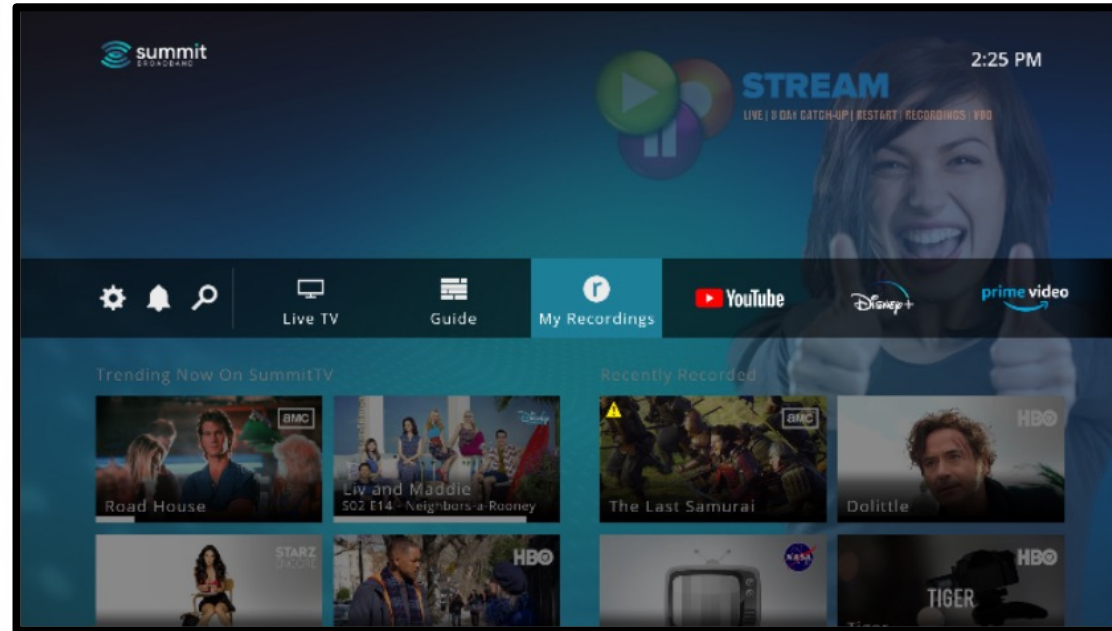 summit
BROADBAND
2:25 PM
STREAM
LIVE | 3 DAY CATCH-UP | RESTART | RECORDINGS | VOD
Live TV
Guide
r
My Recordings
YouTube
Disney+
prime video
Trending Now On SummitTV
Recently Recorded
amc
Road House
Disney
Liv and Maddie
S02 E14 - Neighbors-a-Rooney
amc
The Last Samurai
HBO
Dolittle
STARZ
ENCORE
HBO
NASA
HBO
TIGER
Tiger